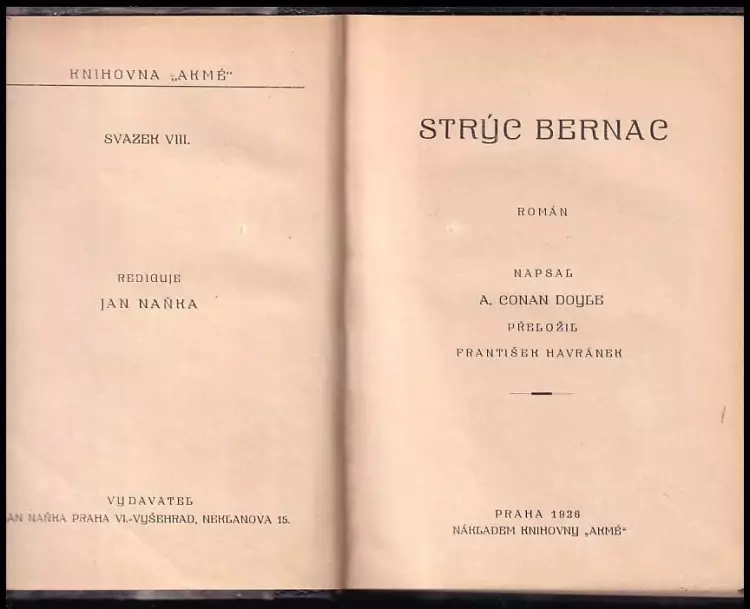 KNIHOVNA „AKMÉ“
SVAZEK VIII.
REDIGUJE
JAN NAŇKA
VYDAVATEL
JAN NAŇKA PRAHA VI.-VYŠEHRAD, NEKLANOVA 15.
STRÝC BERNAC
ROMÁN
NAPSAL
A. CONAN DOYLE
PŘELOŽIL
FRANTIŠEK HAVRÁNEK
PRAHA 1926
NÁKLADEM KNIHOVNY „AKMÉ“